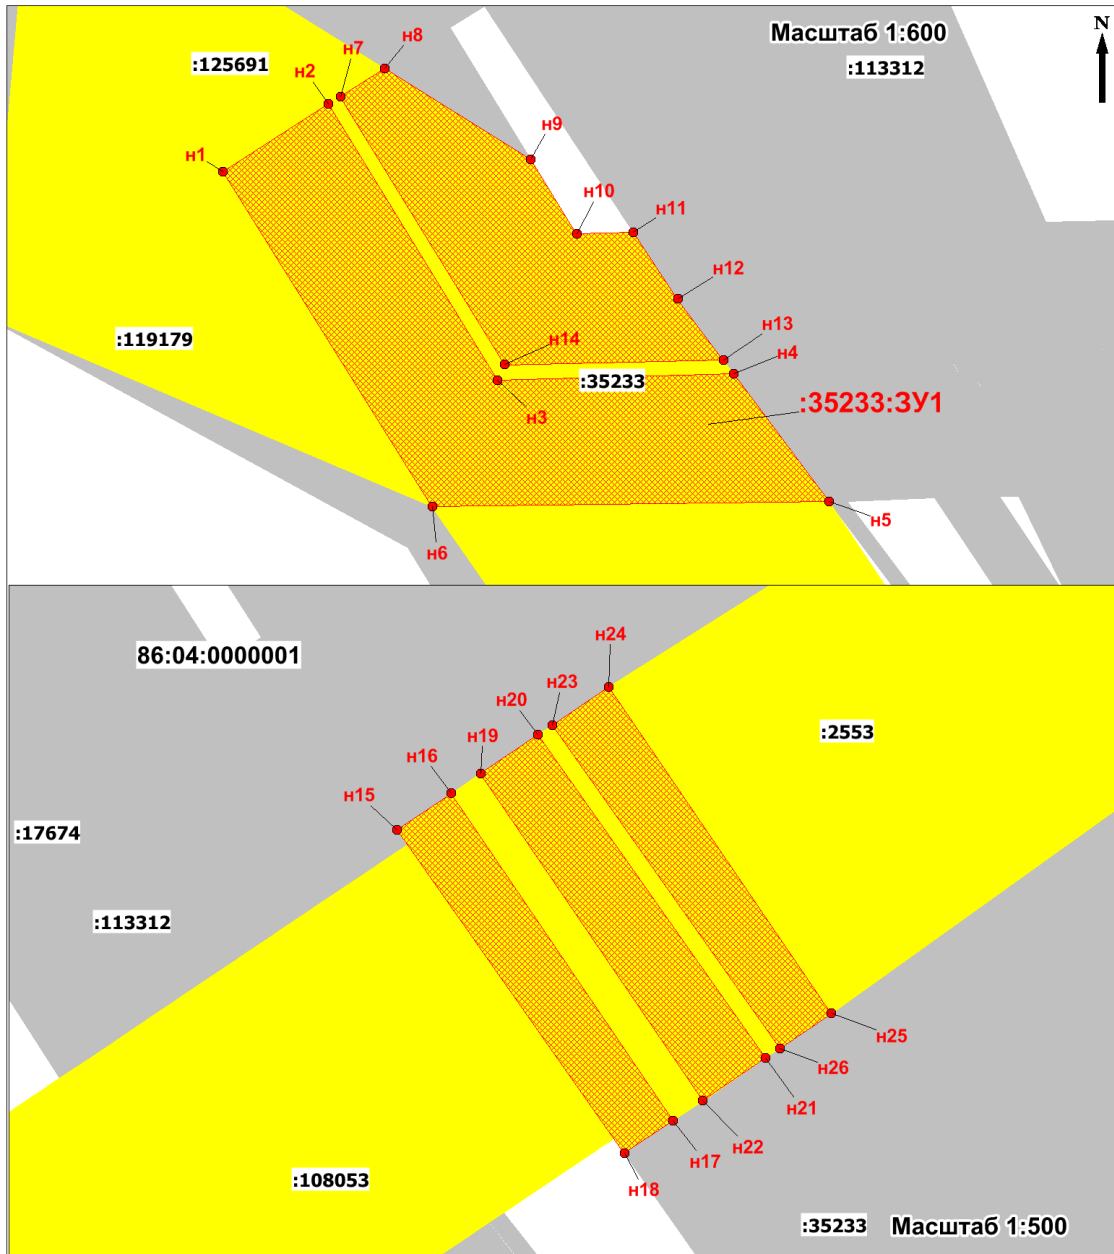 Масштаб 1:600
N
:113312
:125691
н8
н7
н2
н1
н9
н10
н11
н12
:119179
н14
н13
н4
:35233
:35233:ЗУ1
н3
н5
н6
86:04:0000001
н24
н23
н20
:2553
н19
н16
н15
:17674
:113312
н25
н26
н21
н22
н17
:108053
н18
:35233
Масштаб 1:500